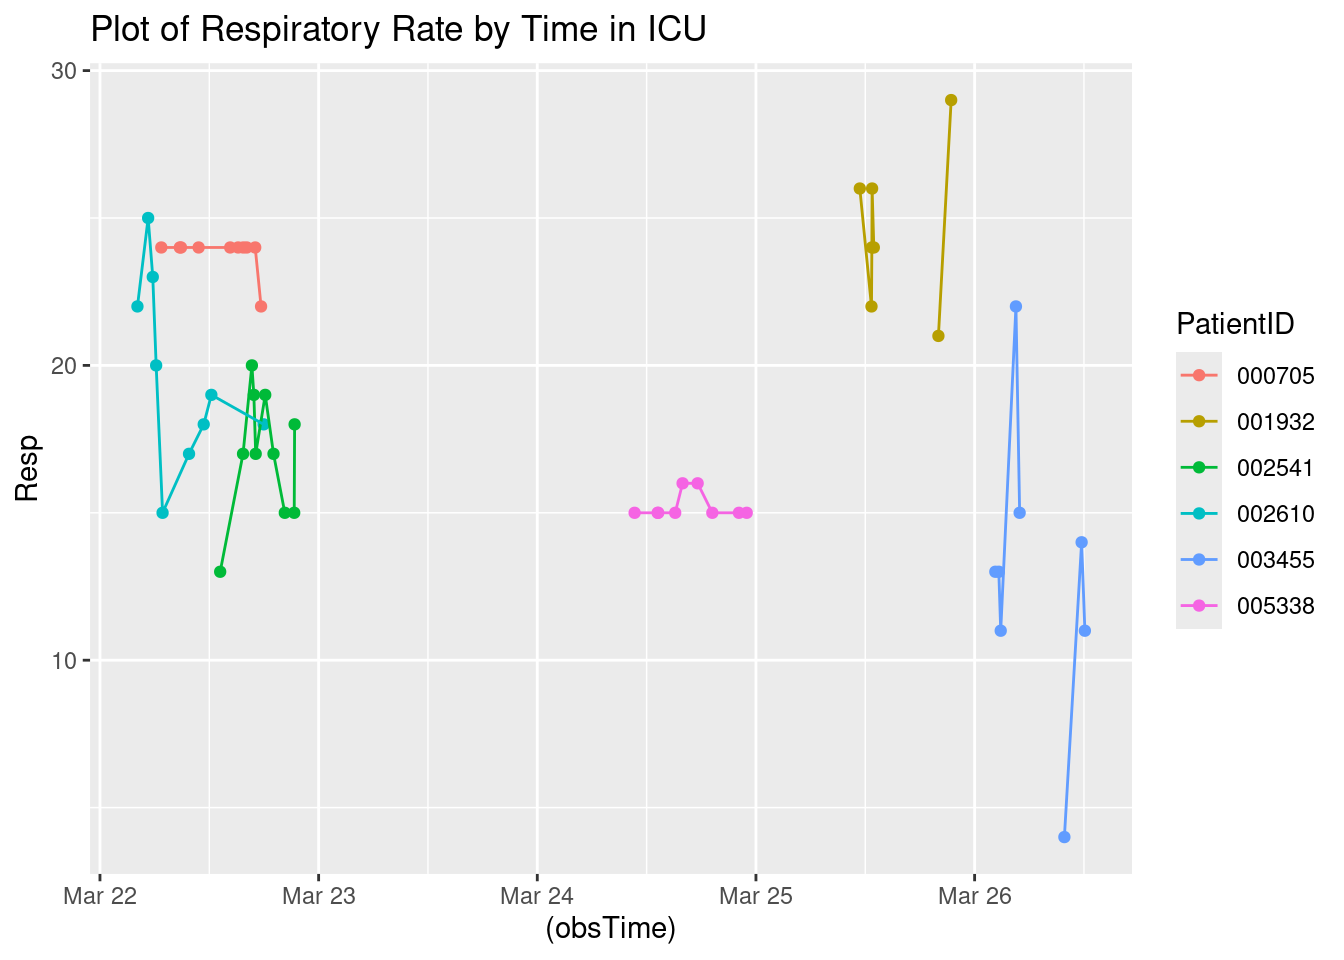 Plot of Respiratory Rate by Time in ICU
30
20
10
Resp
Mar 22
Mar 23
Mar 24
Mar 25
Mar 26
(obsTime)
PatientID
000705
001932
002541
002610
003455
005338